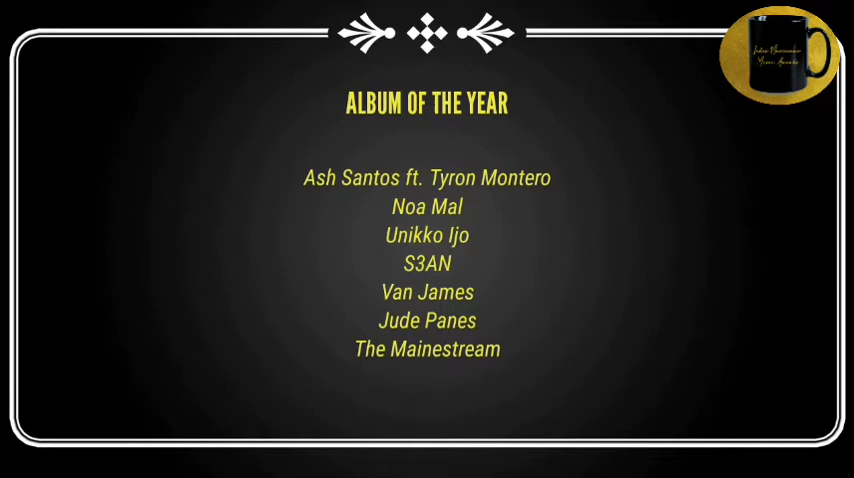 ALBUM OF THE YEAR
Ash Santos ft. Tyron Montero
Noa Mal
Unikko Ijo
S3AN
Van James
Jude Panes
The Mainestream